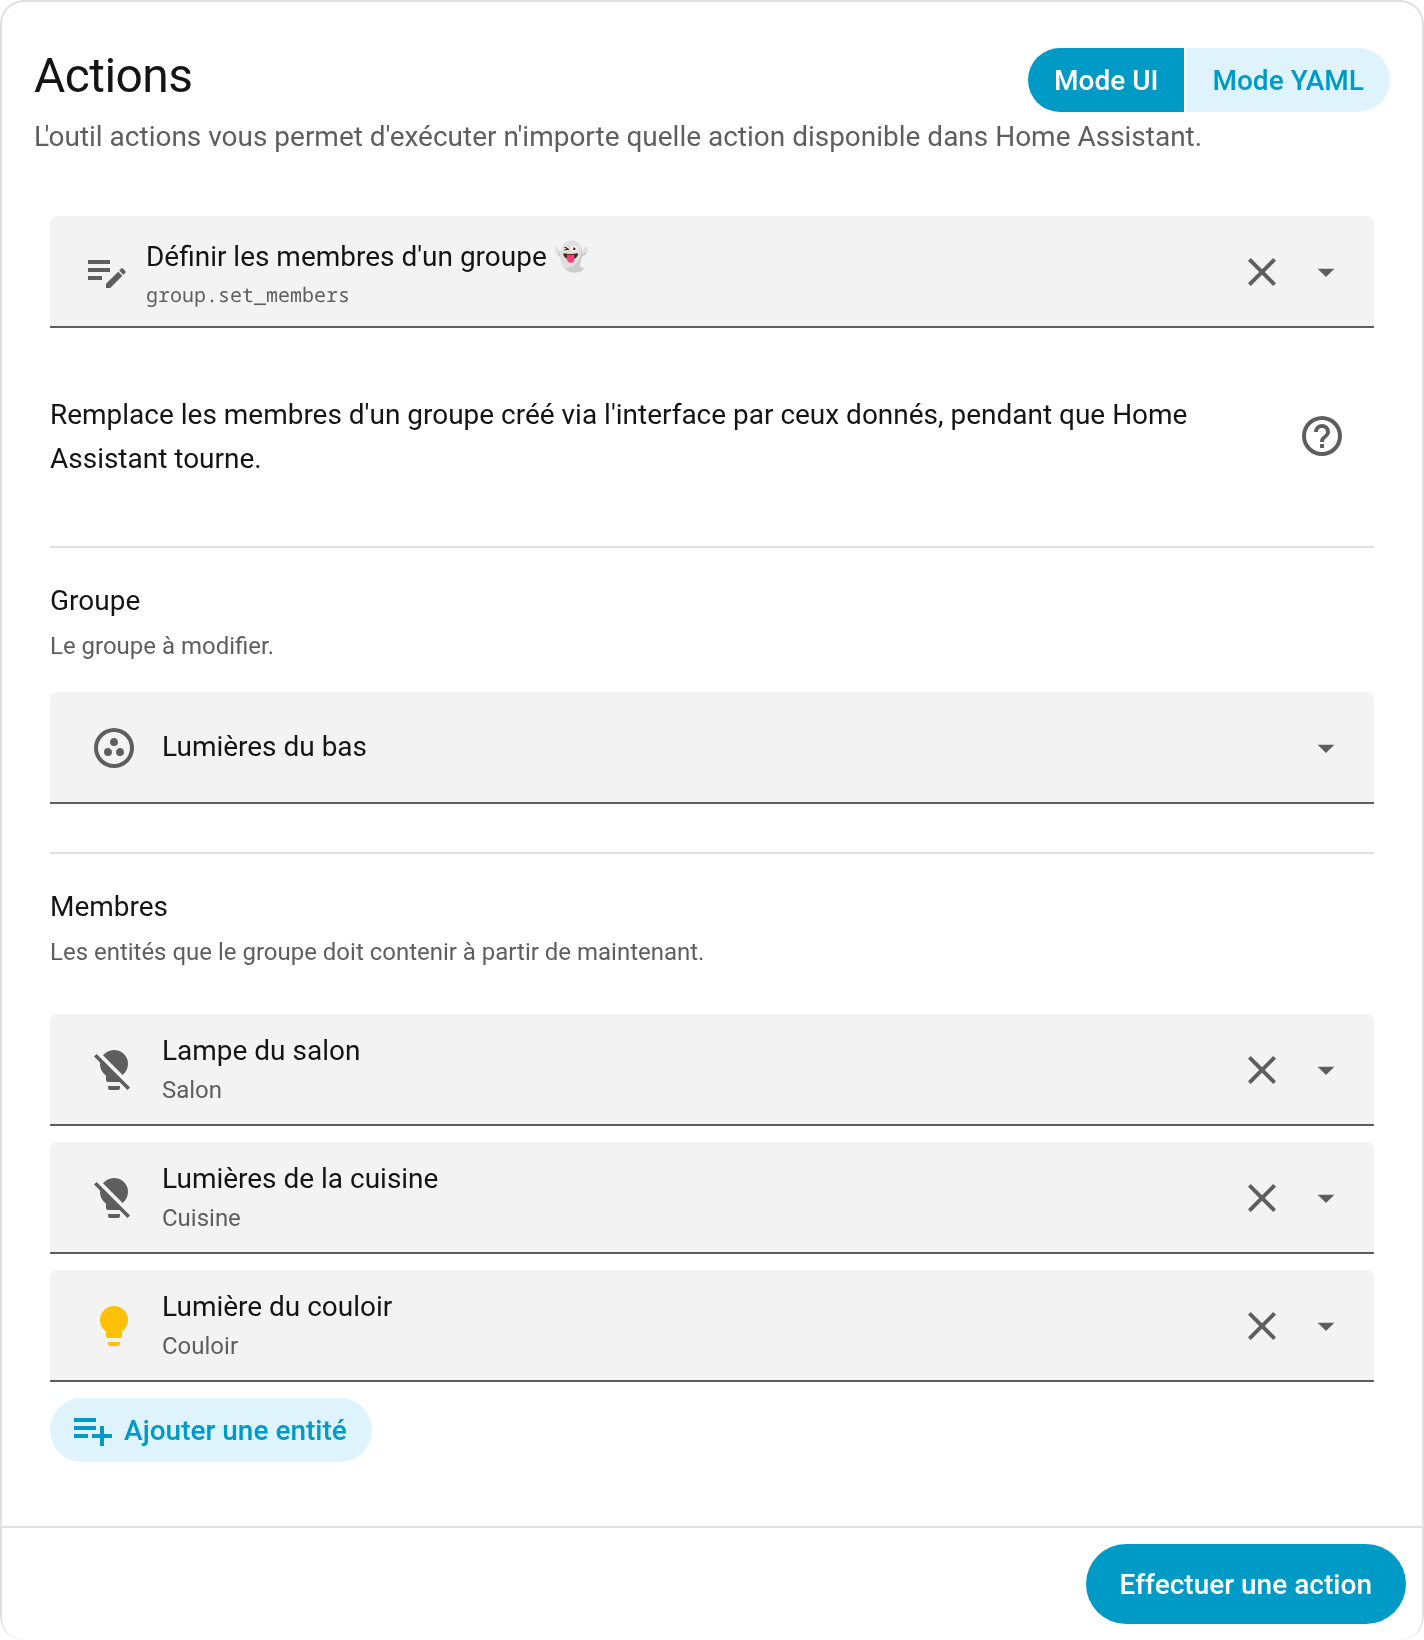 Actions
Mode UI
Mode YAML
L'outil actions vous permet d'exécuter n'importe quelle action disponible dans Home Assistant.
Définir les membres d'un groupe 👻
group.set_members
Remplace les membres d'un groupe créé via l'interface par ceux donnés, pendant que Home
Assistant tourne.
Groupe
Le groupe à modifier.
Lumières du bas
Membres
Les entités que le groupe doit contenir à partir de maintenant.
Lampe du salon
Salon
Lumières de la cuisine
Cuisine
Lumière du couloir
Couloir
Ajouter une entité
Effectuer une action